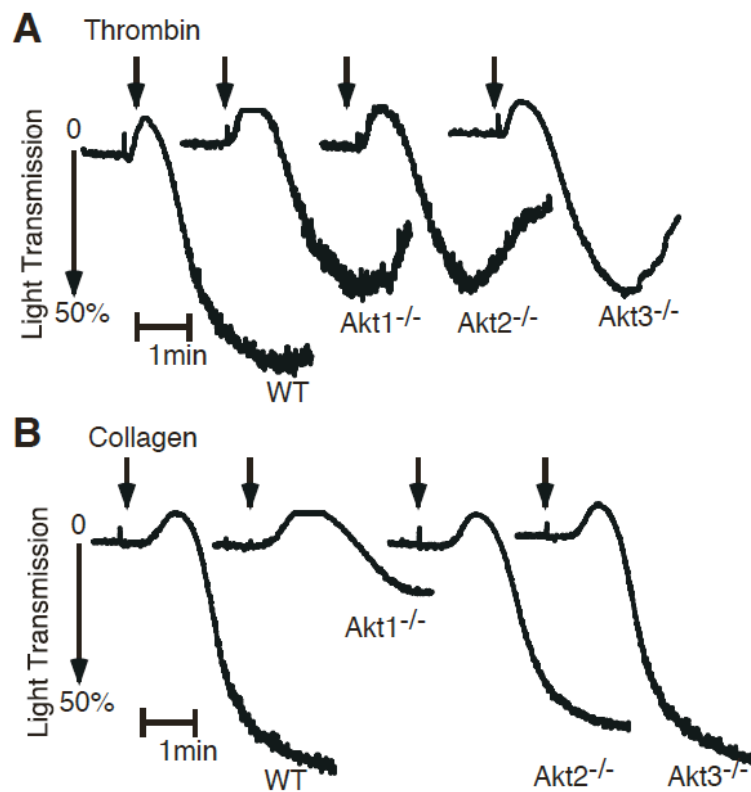 A
Thrombin
0
Light Transmission
50%
1min
WT
Akt1-/-
Akt2-/-
Akt3-/-
B
Collagen
0
Light Transmission
50%
1min
WT
Akt1-/-
Akt2-/-
Akt3-/-